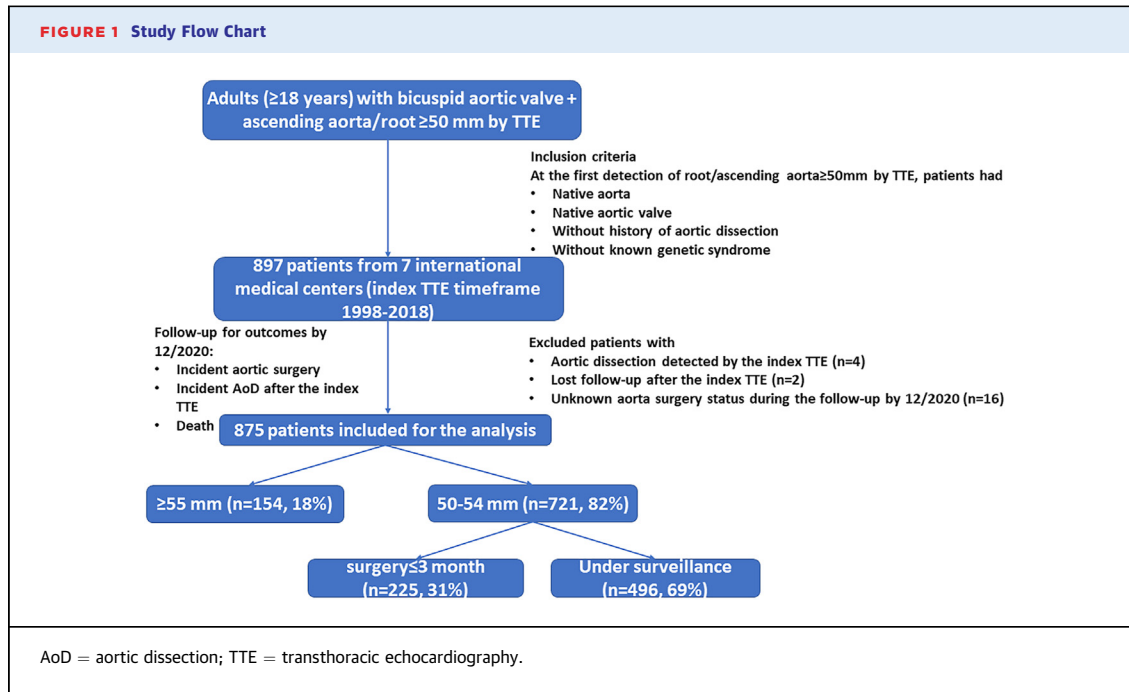 FIGURE 1 Study Flow Chart
Adults (≥18 years) with bicuspid aortic valve +
ascending aorta/root ≥50 mm by TTE
Inclusion criteria
At the first detection of root/ascending aorta≥50mm by TTE, patients had
• Native aorta
• Native aortic valve
• Without history of aortic dissection
• Without known genetic syndrome
897 patients from 7 international
medical centers (index TTE timeframe
1998-2018)
Follow-up for outcomes by
12/2020:
• Incident aortic surgery
• Incident AoD after the index
TTE
• Death
Excluded patients with
• Aortic dissection detected by the index TTE (n=4)
• Lost follow-up after the index TTE (n=2)
• Unknown aorta surgery status during the follow-up by 12/2020 (n=16)
875 patients included for the analysis
≥55 mm (n=154, 18%)
50-54 mm (n=721, 82%)
surgery≤3 month
(n=225, 31%)
Under surveillance
(n=496, 69%)
AoD = aortic dissection; TTE = transthoracic echocardiography.